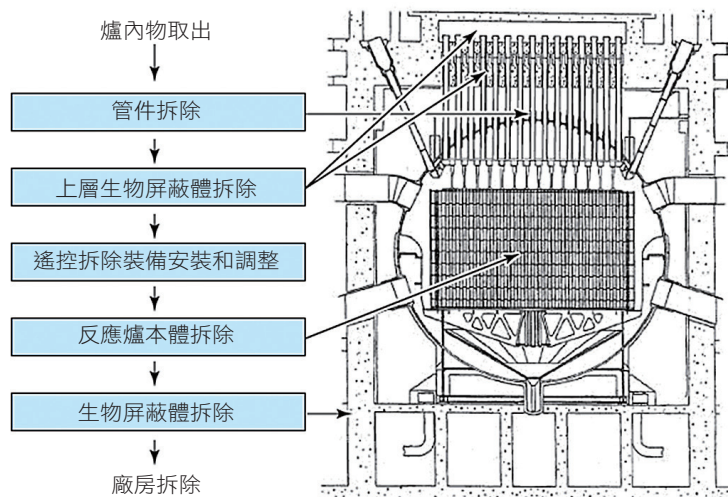 爐內物取出
管件拆除
上層生物屏蔽體拆除
遙控拆除裝備安裝和調整
反應爐本體拆除
生物屏蔽體拆除
廠房拆除